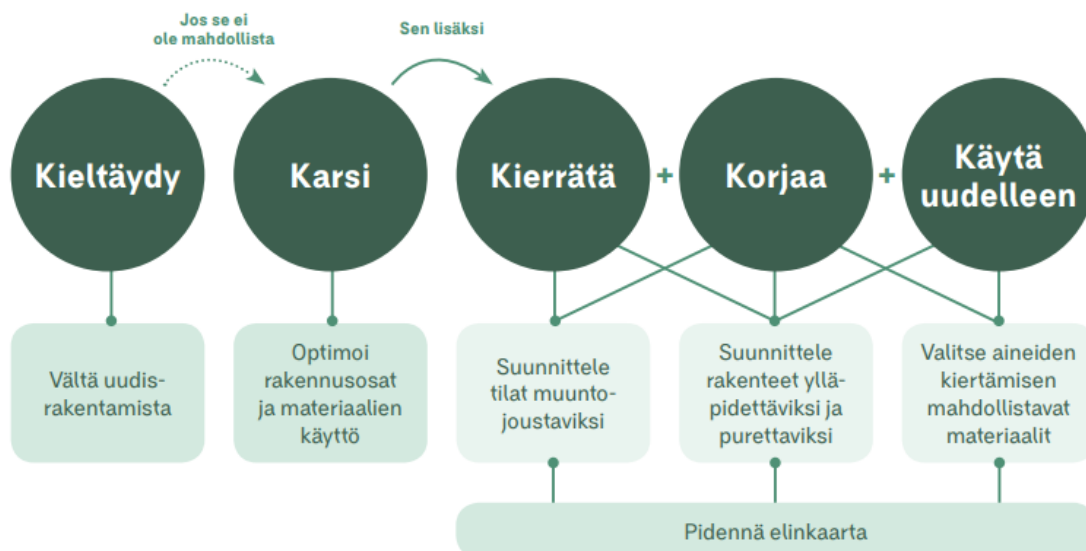 Jos se ei
ole mahdollista
Sen lisäksi
Kieltäydy
Karsi
Kierrätä
+
Korjaa
+
Käytä
uudelleen
Vältä uudis-
rakentamista
Optimoi
rakennusosat
ja materiaalien
käyttö
Suunnittele
tilat muunto-
joustaviksi
Suunnittele
rakenteet yllä-
pidettäviksi ja
purettaviksi
Valitse aineiden
kiertämisen
mahdollistavat
materiaalit
Pidennä elinkaarta